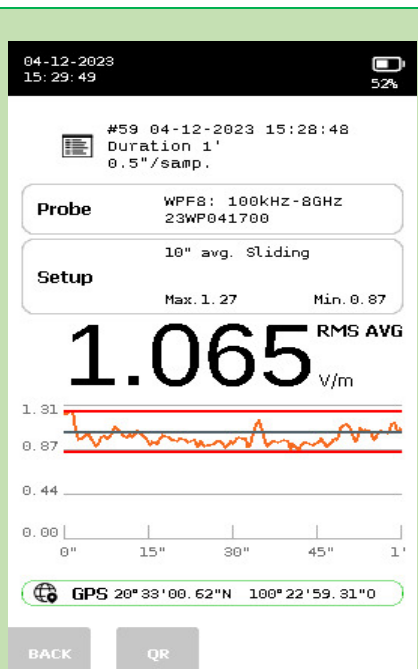 04-12-2023
15:29:49
52%
#59 04-12-2023 15:28:48
Duration 1'
0.5"/samp.
Probe
WPF8: 100kHz-8GHz
23WP041700
Setup
10" avg. Sliding
Max.1.27 Min.0.87
1.065 RMS AVG
V/m
1.31
0.87
0.44
0.00
0" 15" 30" 45" 1'
GPS 20°33'00.62"N 100°22'59.31"O
BACK QR